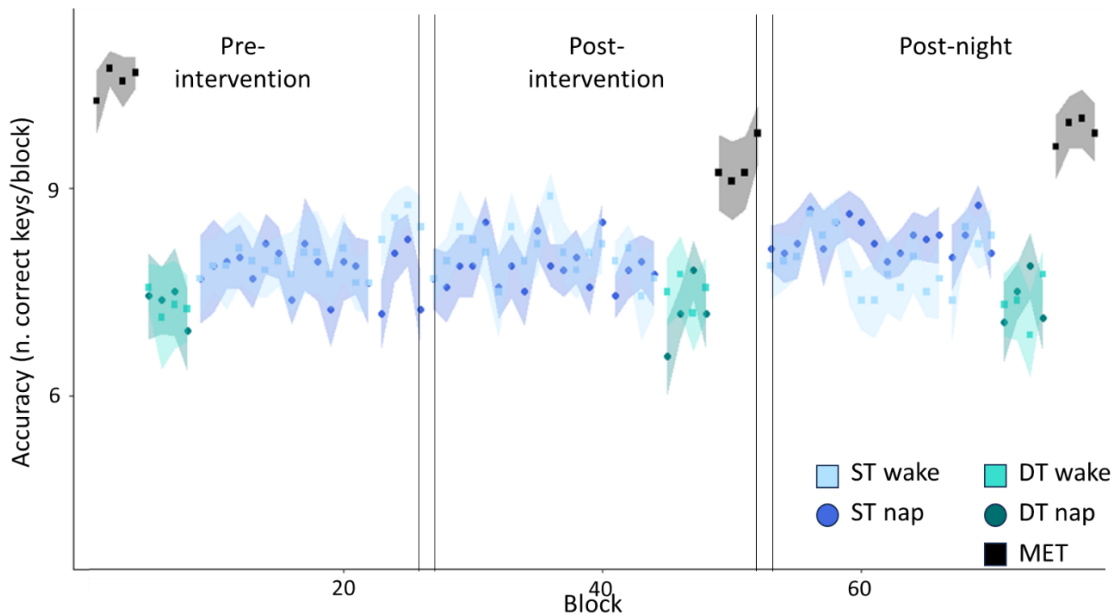 Pre-
intervention
Post-
intervention
Post-night
Accuracy (n. correct keys/block)
9
6
ST wake
DT wake
ST nap
DT nap
MET
20
40
60
Block